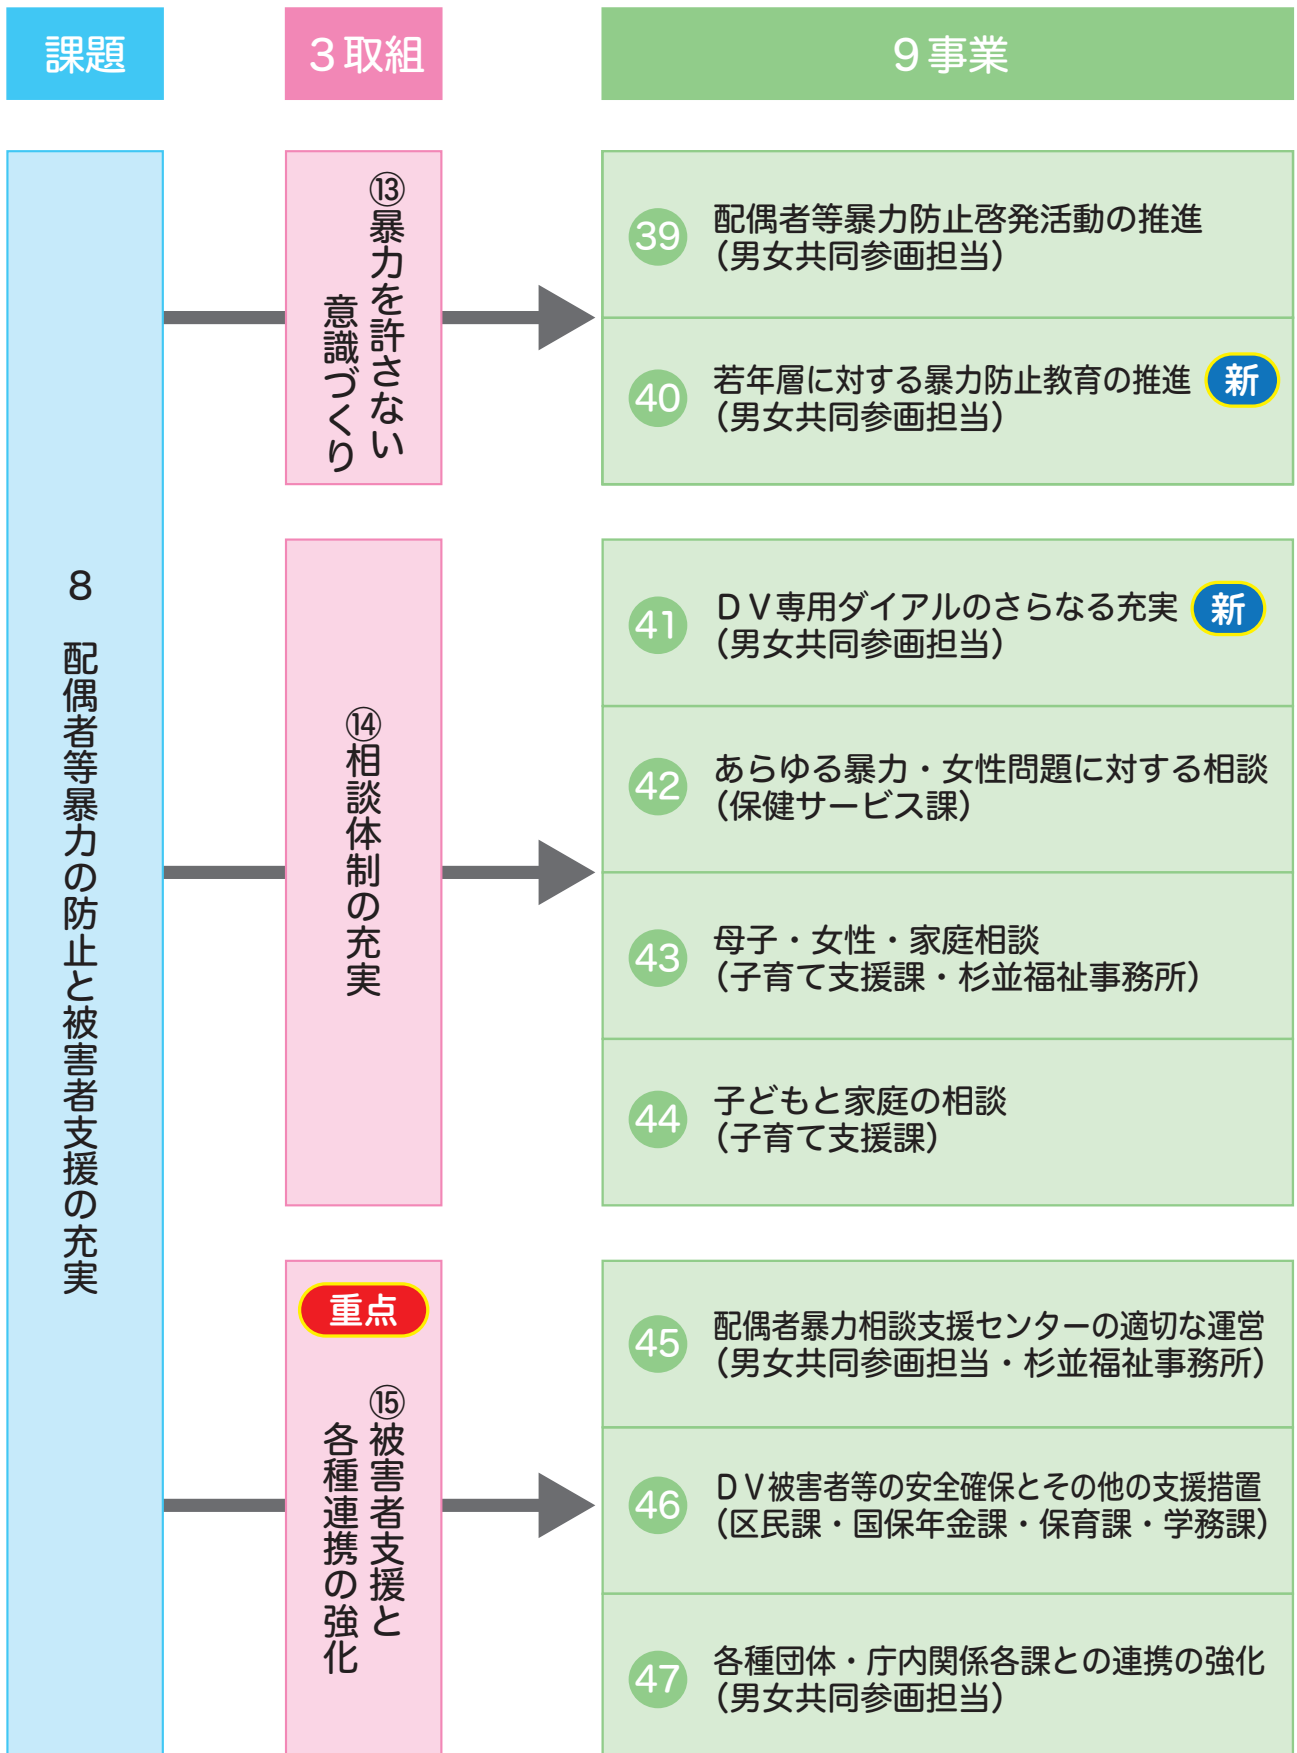 課題
３取組
９事業
８　配偶者等暴力の防止と被害者支援の充実
⑬暴力を許さない
意識づくり
39
配偶者等暴力防止啓発活動の推進
（男女共同参画担当）
40
若年層に対する暴力防止教育の推進 新
（男女共同参画担当）
⑭相談体制の充実
41
ＤＶ専用ダイアルのさらなる充実 新
（男女共同参画担当）
42
あらゆる暴力・女性問題に対する相談
（保健サービス課）
43
母子・女性・家庭相談
（子育て支援課・杉並福祉事務所）
44
子どもと家庭の相談
（子育て支援課）
重点
⑮被害者支援と
各種連携の強化
45
配偶者暴力相談支援センターの適切な運営
（男女共同参画担当・杉並福祉事務所）
46
ＤＶ被害者等の安全確保とその他の支援措置
（区民課・国保年金課・保育課・学務課）
47
各種団体・庁内関係各課との連携の強化
（男女共同参画担当）